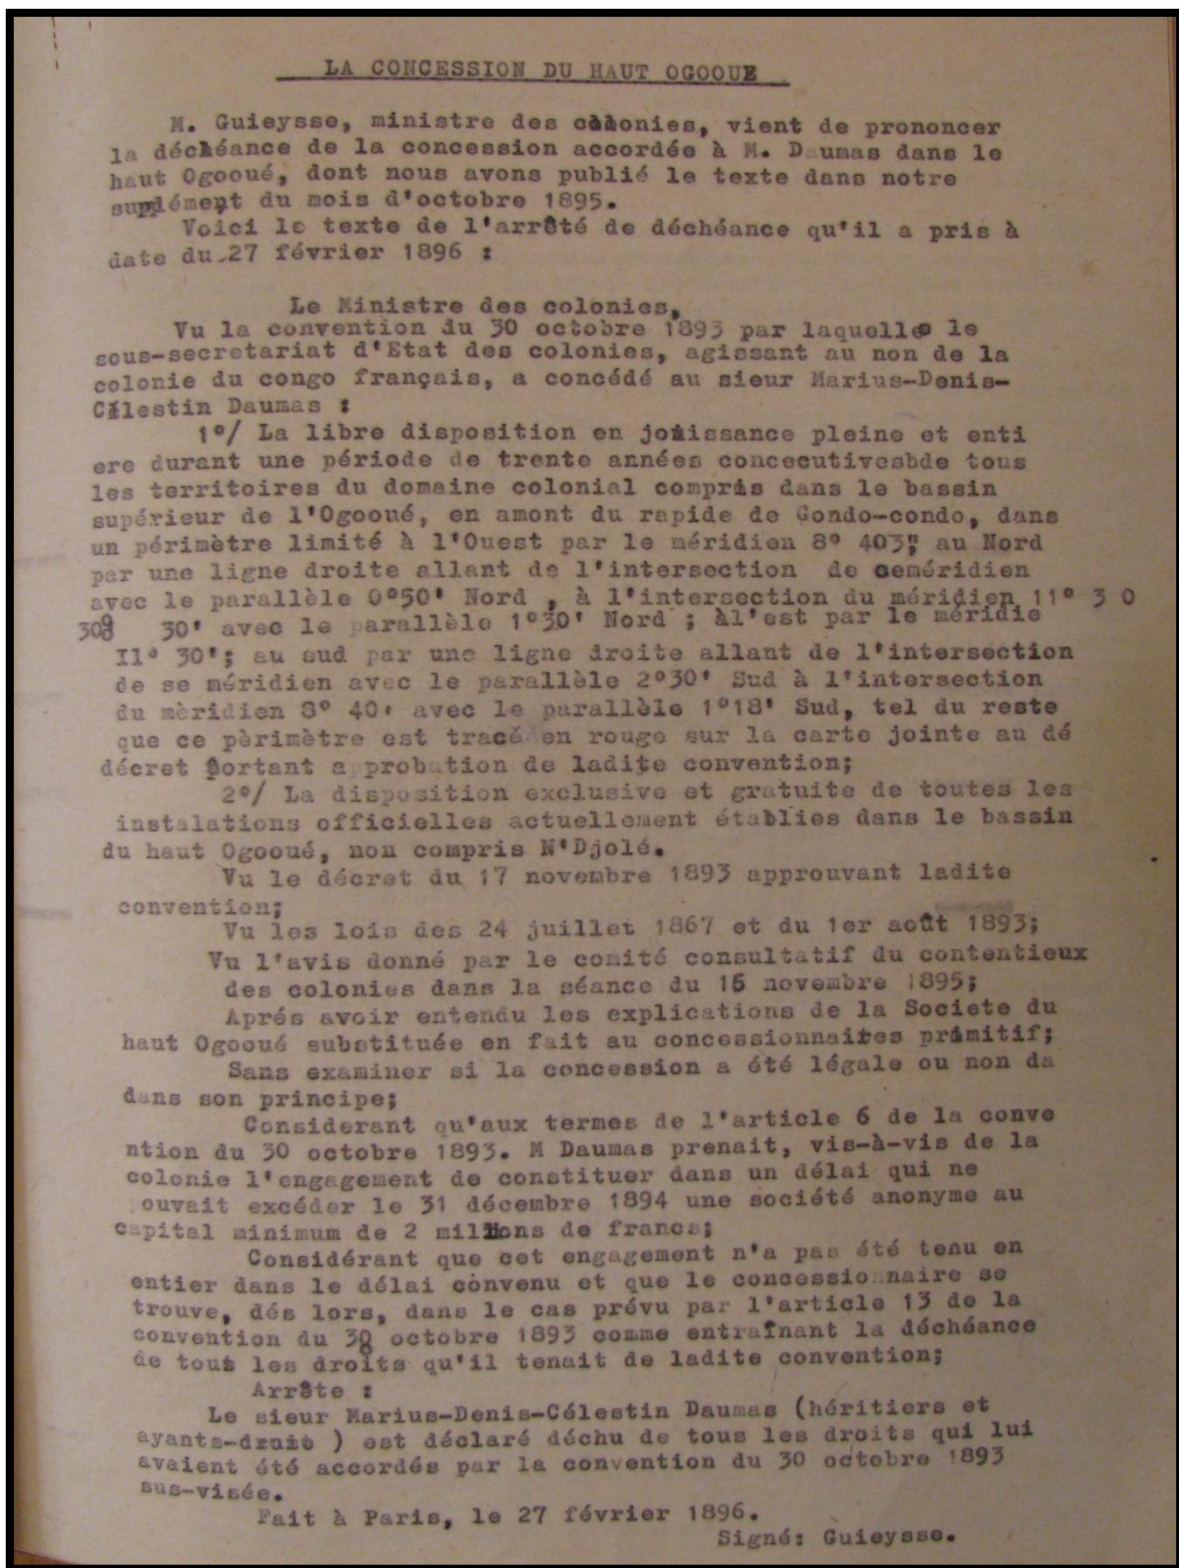 LA CONCESSION DU HAUT OGOOUE
M. Guieysse, ministre des colonies, vient de prononcer
la déchéance de la concession accordée à M. Daumas dans le
haut Ogooué, dont nous avons publié le texte dans notre
supplément du mois d'octobre 1895.
Voici le texte de l'arrêté de déchéance qu'il a pris à
date du 27 février 1896 :
Le Ministre des colonies,
Vu la convention du 30 octobre 1893 par laquelle le
sous-secretariat d'Etat des colonies, agissant au non de la
colonie du congo français, a concédé au sieur Marius-Denis-
Célestin Daumas :
1°/ La libre disposition en jouissance pleine et enti
ere durant une période de trente années concecutivesbde tous
les territoires du domaine colonial compris dans le bassin
supérieur de l'Ogooué, en amont du rapide de Condo-condo, dans
un périmètre limité à l'Ouest par le méridien 8° 403"; au Nord
par une ligne droite allant de l'intersection de ceméridien
avec le parallèle 0°50' Nord , à l'intersection du méridien 11° 3 0
30' avec le parallèle 1°30' Nord ; àl'est par le méridie
II° 30'; au sud par une ligne droite allant de l'intersection
de se méridien avec le parallèle 2°30' Sud à l'intersection
du mèridien 8° 40' avec le parallèle 1°18' Sud, tel du reste
que ce pèrimètre est tracé en rouge sur la carte jointe au dé
décret portant approbation de ladite convention;
2°/ La disposition exclusive et gratuite de toutes les
instalations officielles actuellement établies dans le bassin
du haut Ogooué, non compris N'Djolé.
Vu le décret du 17 novembre 1893 approuvant ladite
convention;
Vu les lois des 24 juillet 1867 et du 1er août 1893;
Vu l'avis donné par le comité consultatif du contentieux
des colonies dans la séance du 16 novembre 1895;
Aprés avoir entendu les explications de la Societe du
haut Ogooué substituée en fait au concessionnaires primitif;
Sans examiner si la concession a été légale ou non da
dans son principe;
Considerant qu'aux termes de l'article 6 de la conve
ntion du 30 octobre 1893. M Daumas prenait, vis-à-vis de la
colonie l'engagement de constituer dans un délai qui ne
pouvait excéder le 31 décembre 1894 une société anonyme au
capital minimum de 2 millions de francs;
Considérant que cet engagement n'a pas été tenu en
entier dans le délai convenu et que le concessionnaire se
trouve, dés lors, dans le cas prévu par l'article 13 de la
convention du 30 octobre 1893 comme entraînant la déchéance
de tous les droits qu'il tenait de ladite convention;
Arrête :
Le sieur Marius-Denis-Célestin Daumas (héritiers et
ayants-droit ) est déclaré déchu de tous les droits qui lui
avaient été accordés par la convention du 30 octobre 1893
sus-visée.
Fait à Paris, le 27 février 1896.
Signé: Guieysse.